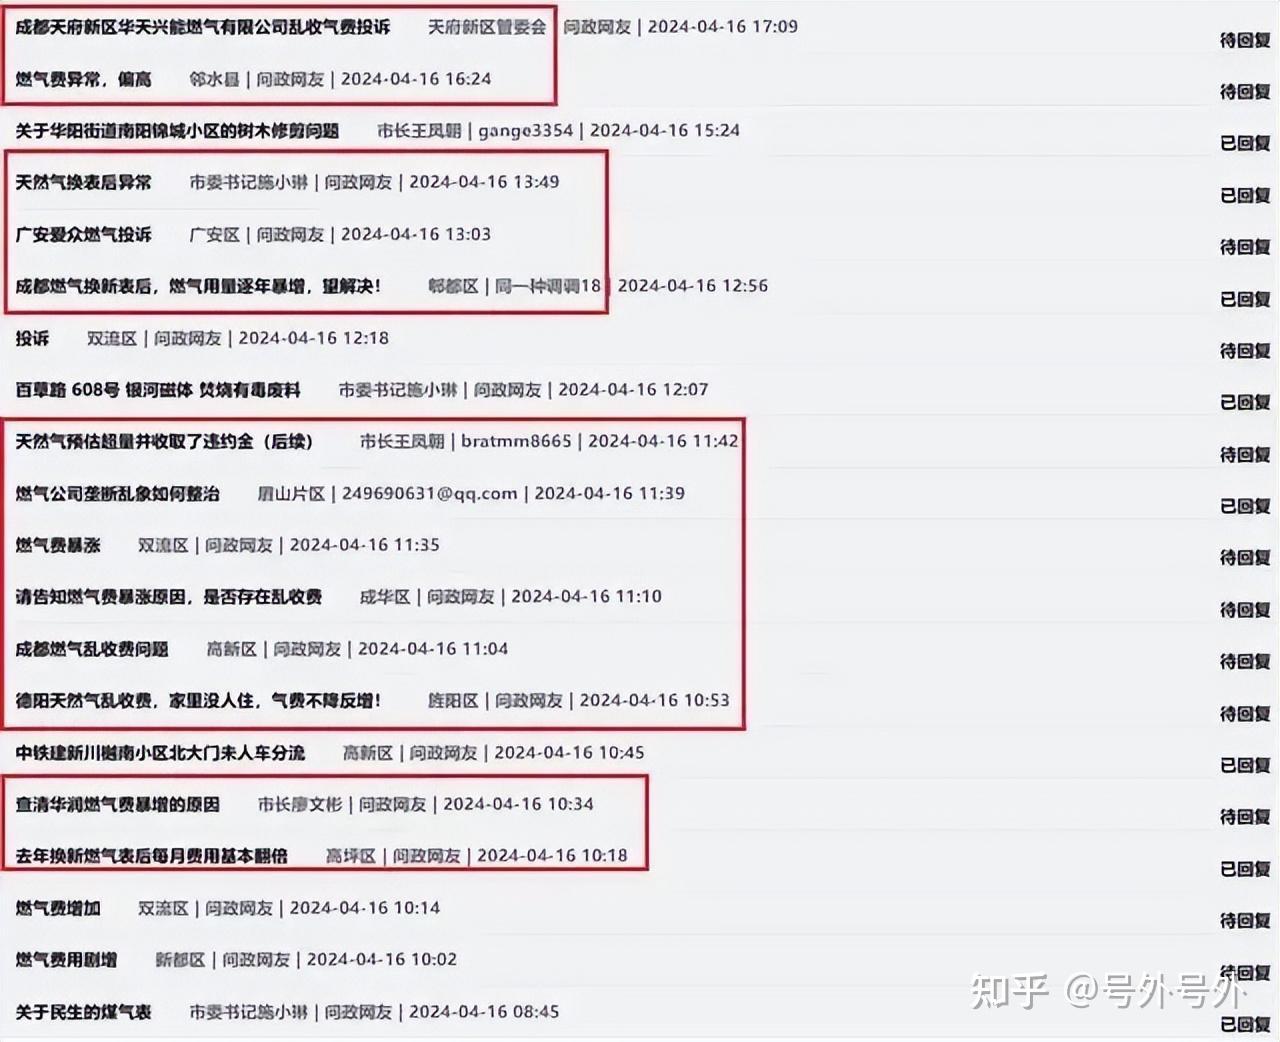 成都天府新区华天兴能燃气有限公司乱收气费投诉 天府新区管委会 | 问政网友 | 2024-04-16 17:09 待回复
燃气费异常，偏高 邻水县 | 问政网友 | 2024-04-16 16:24 待回复
关于华阳街道南阳锦城小区的树木修剪问题 市长王凤朝 | gange3354 | 2024-04-16 15:24 已回复
天然气换表后异常 市委书记施小琳 | 问政网友 | 2024-04-16 13:49 已回复
广安爱众燃气投诉 广安区 | 问政网友 | 2024-04-16 13:03 待回复
成都燃气换新表后，燃气用量逐年暴增，望解决！ 郫都区 | 同一种调调18 | 2024-04-16 12:56 已回复
投诉 双流区 | 问政网友 | 2024-04-16 12:18 待回复
百草路 608号 银河磁体 焚烧有毒废料 市委书记施小琳 | 问政网友 | 2024-04-16 12:07 已回复
天然气预估超量并收取了违约金（后续） 市长王凤朝 | bratmm8665 | 2024-04-16 11:42 待回复
燃气公司垄断乱象如何整治 眉山片区 | 249690631@qq.com | 2024-04-16 11:39 已回复
燃气费暴涨 双流区 | 问政网友 | 2024-04-16 11:35 待回复
请告知燃气费暴涨原因，是否存在乱收费 成华区 | 问政网友 | 2024-04-16 11:10 待回复
成都燃气乱收费问题 高新区 | 问政网友 | 2024-04-16 11:04 待回复
德阳天然气乱收费，家里没人住，气费不降反增！ 旌阳区 | 问政网友 | 2024-04-16 10:53 待回复
中铁建新川樾南小区北大门未人车分流 高新区 | 问政网友 | 2024-04-16 10:45 已回复
查清华润燃气费暴增的原因 市长廖文彬 | 问政网友 | 2024-04-16 10:34 待回复
去年换新燃气表后每月费用基本翻倍 高坪区 | 问政网友 | 2024-04-16 10:18 已回复
燃气费增加 双流区 | 问政网友 | 2024-04-16 10:14 待回复
燃气费用剧增 新都区 | 问政网友 | 2024-04-16 10:02 待回复
关于民生的煤气表 市委书记施小琳 | 问政网友 | 2024-04-16 08:45 已回复
知乎 @号外号外